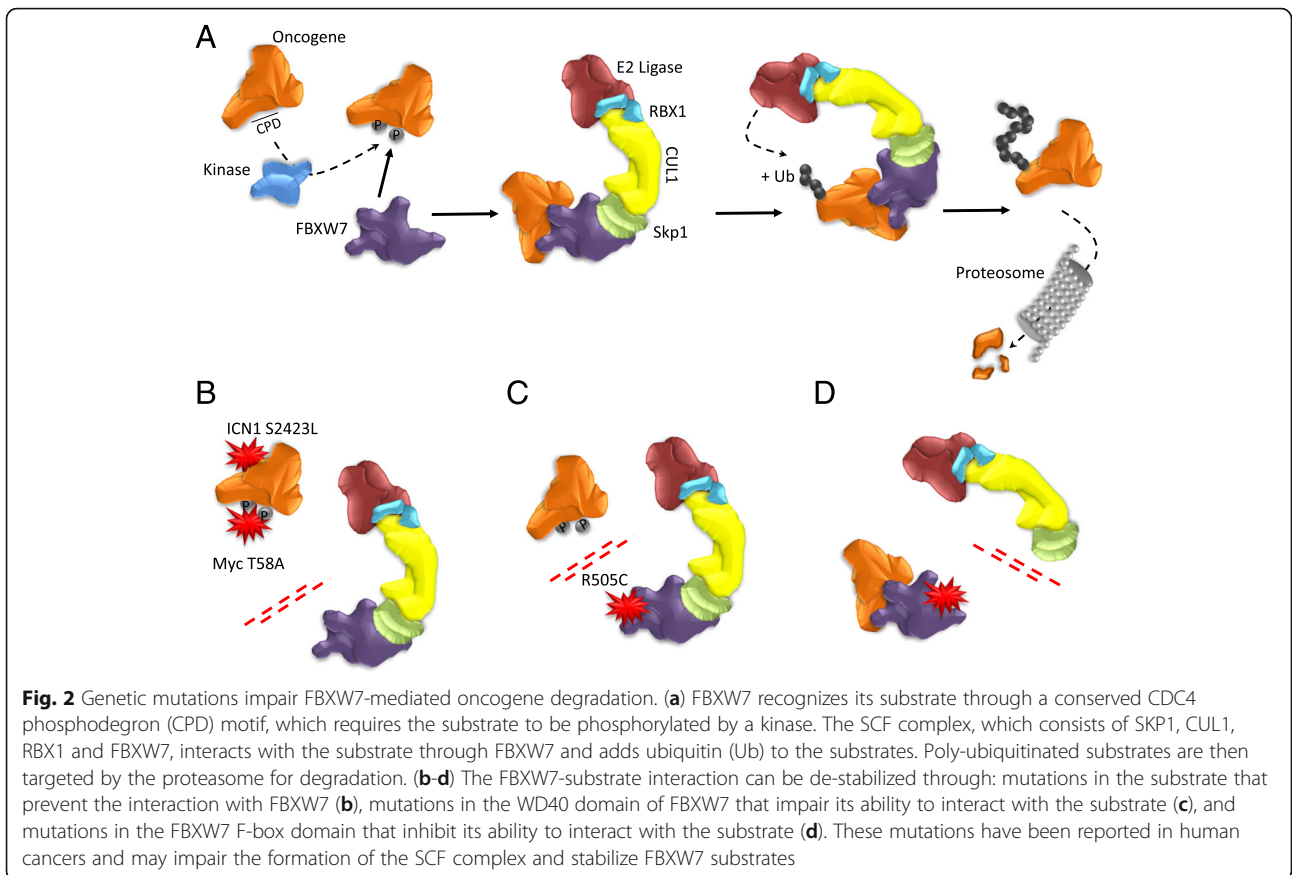 A
Oncogene
CPD
Kinase
P
P
FBXW7
E2 Ligase
RBX1
CUL1
Skp1
+ Ub
Proteosome
B
ICN1 S2423L
P
P
Myc T58A
C
P
P
R505C
D
Fig. 2 Genetic mutations impair FBXW7-mediated oncogene degradation. (a) FBXW7 recognizes its substrate through a conserved CDC4
phosphodegron (CPD) motif, which requires the substrate to be phosphorylated by a kinase. The SCF complex, which consists of SKP1, CUL1,
RBX1 and FBXW7, interacts with the substrate through FBXW7 and adds ubiquitin (Ub) to the substrates. Poly-ubiquitinated substrates are then
targeted by the proteasome for degradation. (b-d) The FBXW7-substrate interaction can be de-stabilized through: mutations in the substrate that
prevent the interaction with FBXW7 (b), mutations in the WD40 domain of FBXW7 that impair its ability to interact with the substrate (c), and
mutations in the FBXW7 F-box domain that inhibit its ability to interact with the substrate (d). These mutations have been reported in human
cancers and may impair the formation of the SCF complex and stabilize FBXW7 substrates